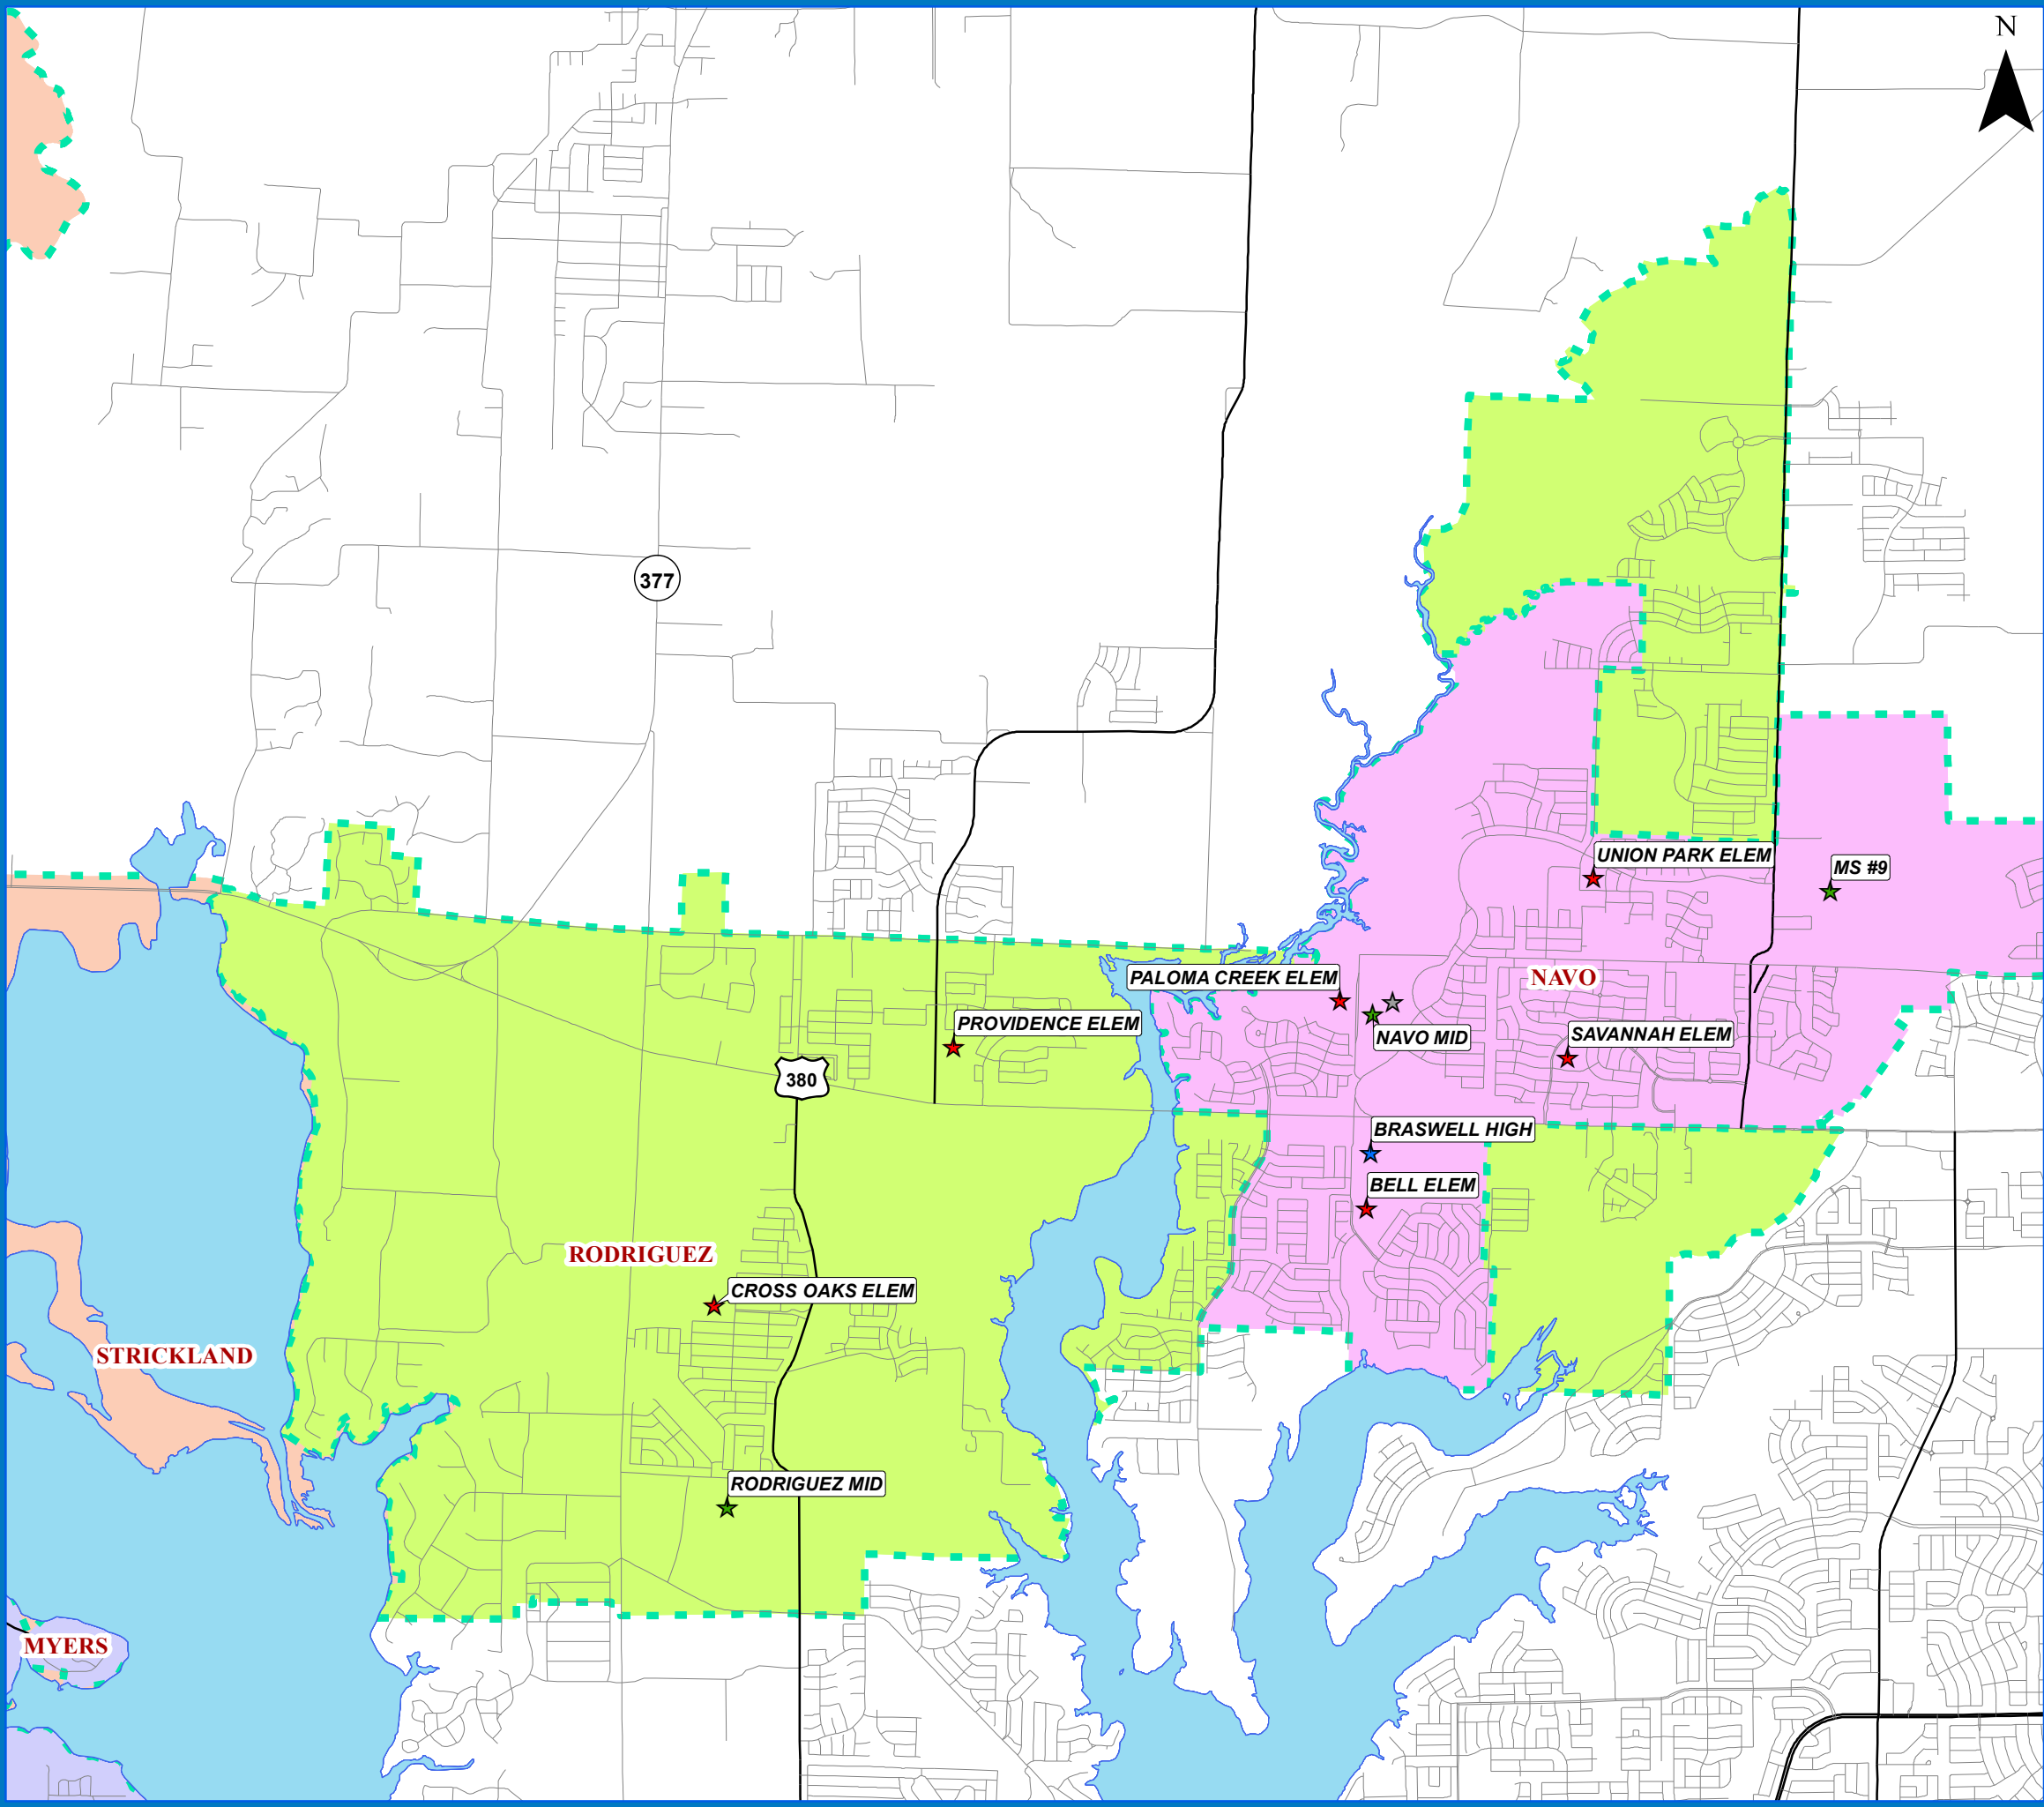 N
377
UNION PARK ELEM
MS #9
PALOMA CREEK ELEM
NAVO
PROVIDENCE ELEM
NAVO MID
SAVANNAH ELEM
380
BRASWELL HIGH
BELL ELEM
RODRIGUEZ
CROSS OAKS ELEM
STRICKLAND
RODRIGUEZ MID
MYERS